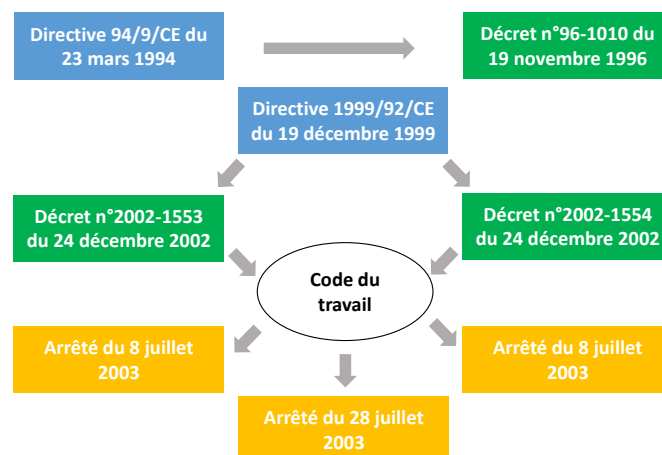 Directive 94/9/CE du
23 mars 1994
Décret n°96-1010 du
19 novembre 1996
Directive 1999/92/CE
du 19 décembre 1999
Décret n°2002-1553
du 24 décembre 2002
Décret n°2002-1554
du 24 décembre 2002
Code du
travail
Arrêté du 8 juillet
2003
Arrêté du 8 juillet
2003
Arrêté du 28 juillet
2003